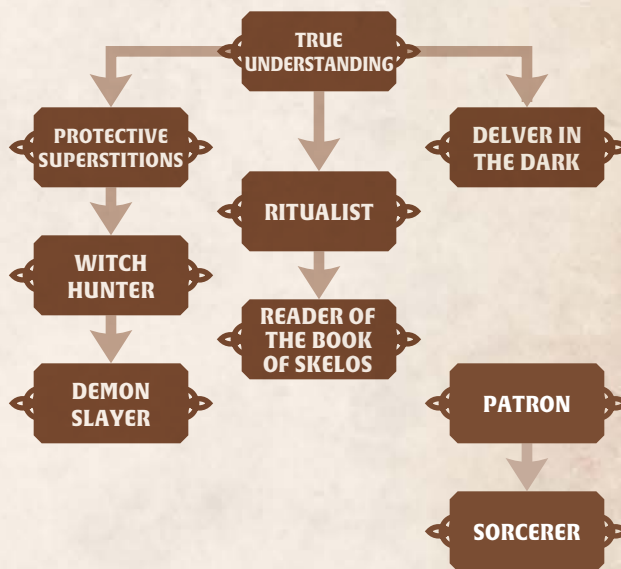 TRUE
UNDERSTANDING
PROTECTIVE
SUPERSTITIONS
DELVER IN
THE DARK
RITUALIST
WITCH
HUNTER
READER OF
THE BOOK
OF SKELOS
DEMON
SLAYER
PATRON
SORCERER